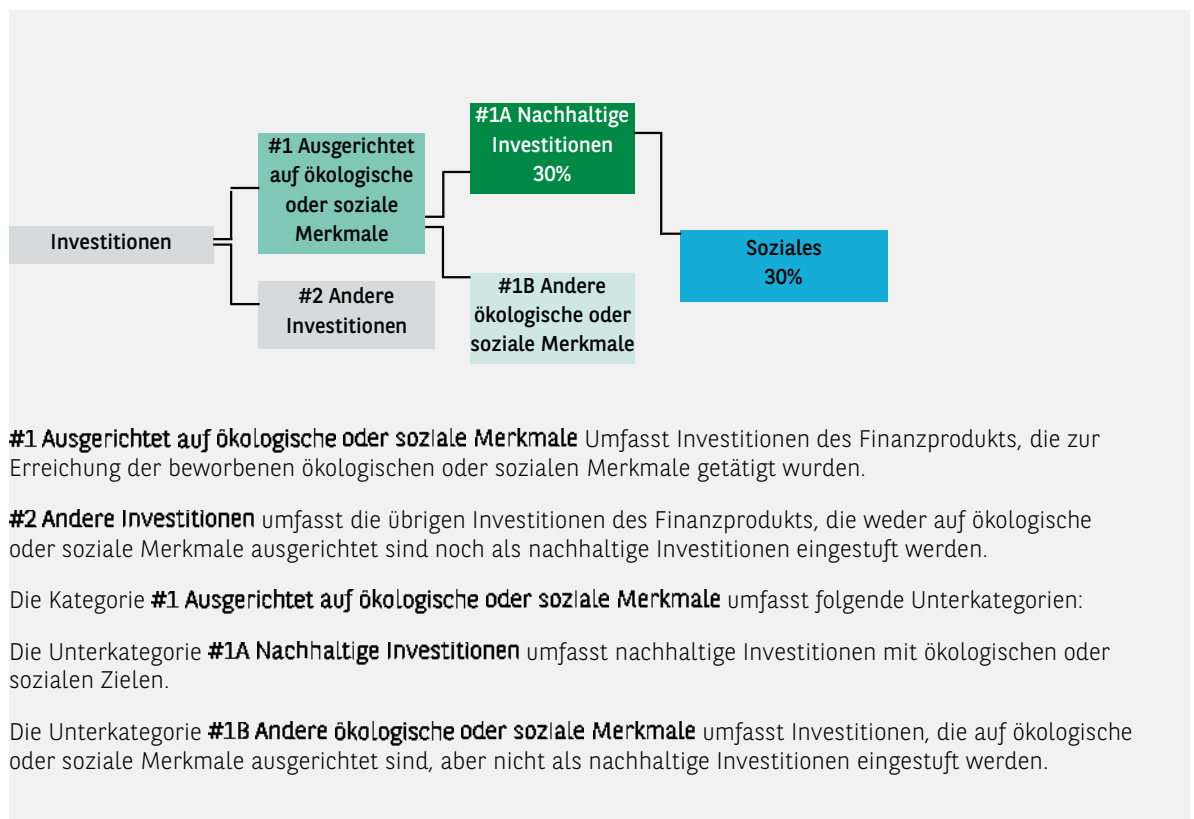 #1A Nachhaltige
Investitionen
30%
#1 Ausgerichtet
auf ökologische
oder soziale
Merkmale
Investitionen
Soziales
30%
#2 Andere
Investitionen
#1B Andere
ökologische oder
soziale Merkmale
#1 Ausgerichtet auf ökologische oder soziale Merkmale Umfasst Investitionen des Finanzprodukts, die zur
Erreichung der beworbenen ökologischen oder sozialen Merkmale getätigt wurden.
#2 Andere Investitionen umfasst die übrigen Investitionen des Finanzprodukts, die weder auf ökologische
oder soziale Merkmale ausgerichtet sind noch als nachhaltige Investitionen eingestuft werden.
Die Kategorie #1 Ausgerichtet auf ökologische oder soziale Merkmale umfasst folgende Unterkategorien:
Die Unterkategorie #1A Nachhaltige Investitionen umfasst nachhaltige Investitionen mit ökologischen oder
sozialen Zielen.
Die Unterkategorie #1B Andere ökologische oder soziale Merkmale umfasst Investitionen, die auf ökologische
oder soziale Merkmale ausgerichtet sind, aber nicht als nachhaltige Investitionen eingestuft werden.